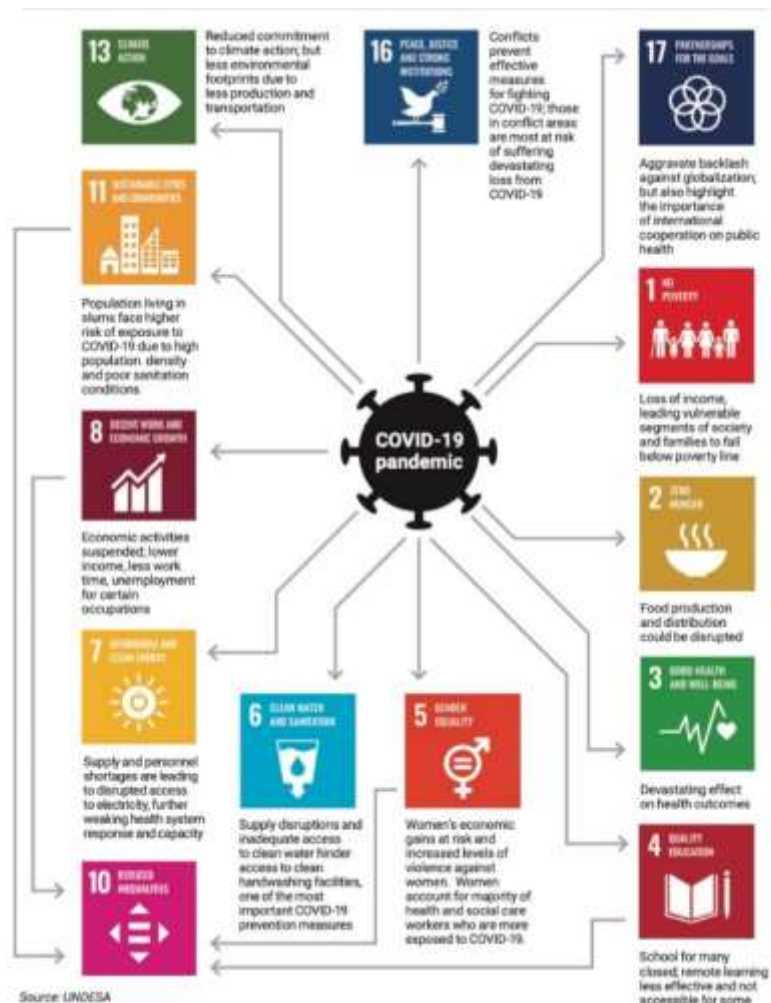 13 CLIMATE
ACTION
Reduced commitment
to climate action; but
less environmental
footprints due to
less production and
transportation
16 PEACE, JUSTICE
AND STRONG
INSTITUTIONS
Conflicts
prevent
effective
measures
for fighting
COVID-19; those
in conflict areas
are most at risk
of suffering
devastating
loss from
COVID-19
17 PARTNERSHIPS
FOR THE GOALS
Aggravate backlash
against globalization;
but also highlight
the importance
of international
cooperation on public
health
11 SUSTAINABLE CITIES
AND COMMUNITIES
Population living in
slums face higher
risk of exposure to
COVID-19 due to high
population density
and poor sanitation
conditions
1 NO
POVERTY
Loss of income,
leading vulnerable
segments of society
and families to fall
below poverty line
COVID-19
pandemic
8 DECENT WORK AND
ECONOMIC GROWTH
Economic activities
suspended; lower
income, less work
time, unemployment
for certain
occupations
2 ZERO
HUNGER
Food production
and distribution
could be disrupted
7 AFFORDABLE AND
CLEAN ENERGY
Supply and personnel
shortages are leading
to disrupted access
to electricity, further
weakening health system
response and capacity
6 CLEAN WATER
AND SANITATION
Supply disruptions and
inadequate access
to clean water hinder
access to clean
handwashing facilities,
one of the most
important COVID-19
prevention measures
5 GENDER
EQUALITY
Women's economic
gains at risk and
increased levels of
violence against
women. Women
account for majority of
health and social care
workers who are more
exposed to COVID-19.
3 GOOD HEALTH
AND WELL-BEING
Devastating effect
on health outcomes
4 QUALITY
EDUCATION
School for many
closed; remote learning
less effective and not
accessible for some
10 REDUCED
INEQUALITIES
Source: UNDESA